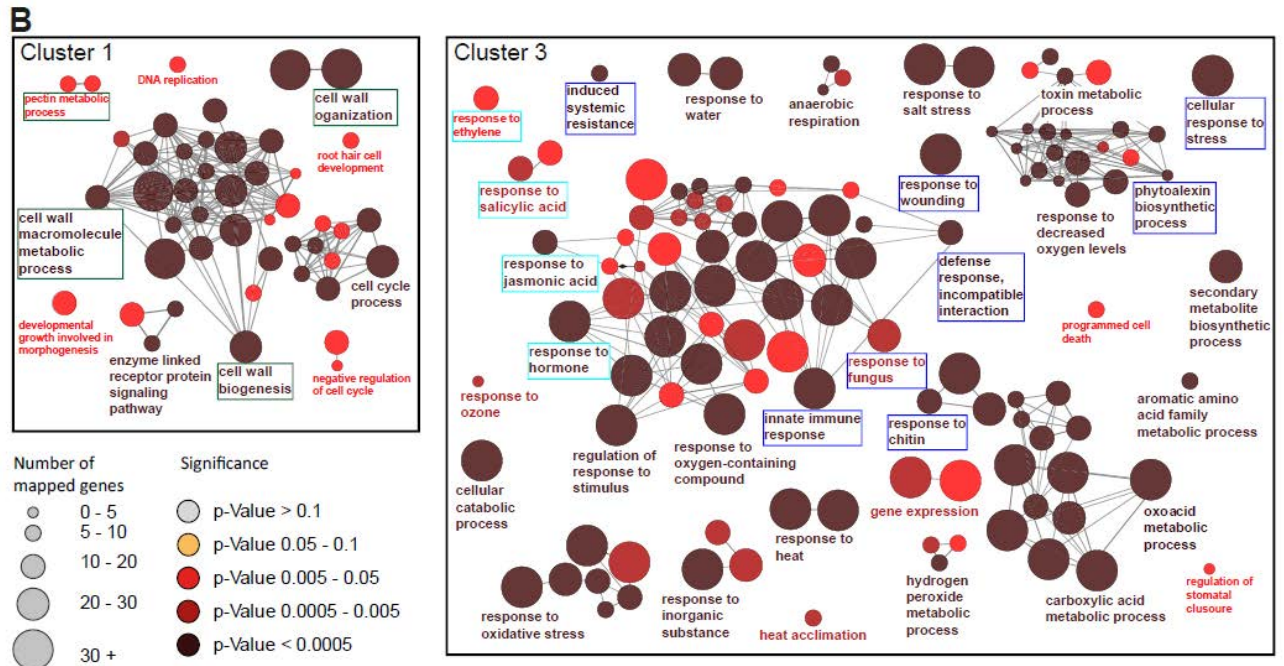 B
Cluster 1
pectin metabolic
process
DNA replication
cell wall
oganization
root hair cell
development
cell wall
macromolecule
metabolic
process
cell cycle
process
developmental
growth involved in
morphogenesis
enzyme linked
receptor protein
signaling
pathway
cell wall
biogenesis
negative regulation
of cell cycle
Number of
mapped genes
0 - 5
5 - 10
10 - 20
20 - 30
30 +
Significance
p-Value > 0.1
p-Value 0.05 - 0.1
p-Value 0.005 - 0.05
p-Value 0.0005 - 0.005
p-Value < 0.0005
Cluster 3
response to
ethylene
induced
systemic
resistance
response to
water
anaerobic
respiration
response to
salt stress
toxin metabolic
process
cellular
response to
stress
response to
salicylic acid
response to
wounding
phytoalexin
biosynthetic
process
response to
decreased
oxygen levels
response to
jasmonic acid
defense
response,
incompatible
interaction
secondary
metabolite
biosynthetic
process
programmed cell
death
response to
hormone
response to
fungus
response to
ozone
innate immune
response
response to
chitin
aromatic amino
acid family
metabolic process
regulation of
response to
stimulus
response to
oxygen-containing
compound
cellular
catabolic
process
gene expression
oxoacid
metabolic
process
response to
heat
hydrogen
peroxide
metabolic
process
carboxylic acid
metabolic process
regulation of
stomatal
clusoure
response to
oxidative stress
response to
inorganic
substance
heat acclimation